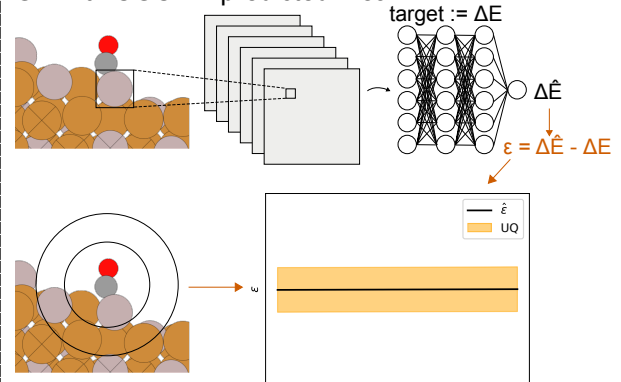 target := ΔE
ΔÊ
ε = ΔÊ - ΔE
ε̂
UQ
ε